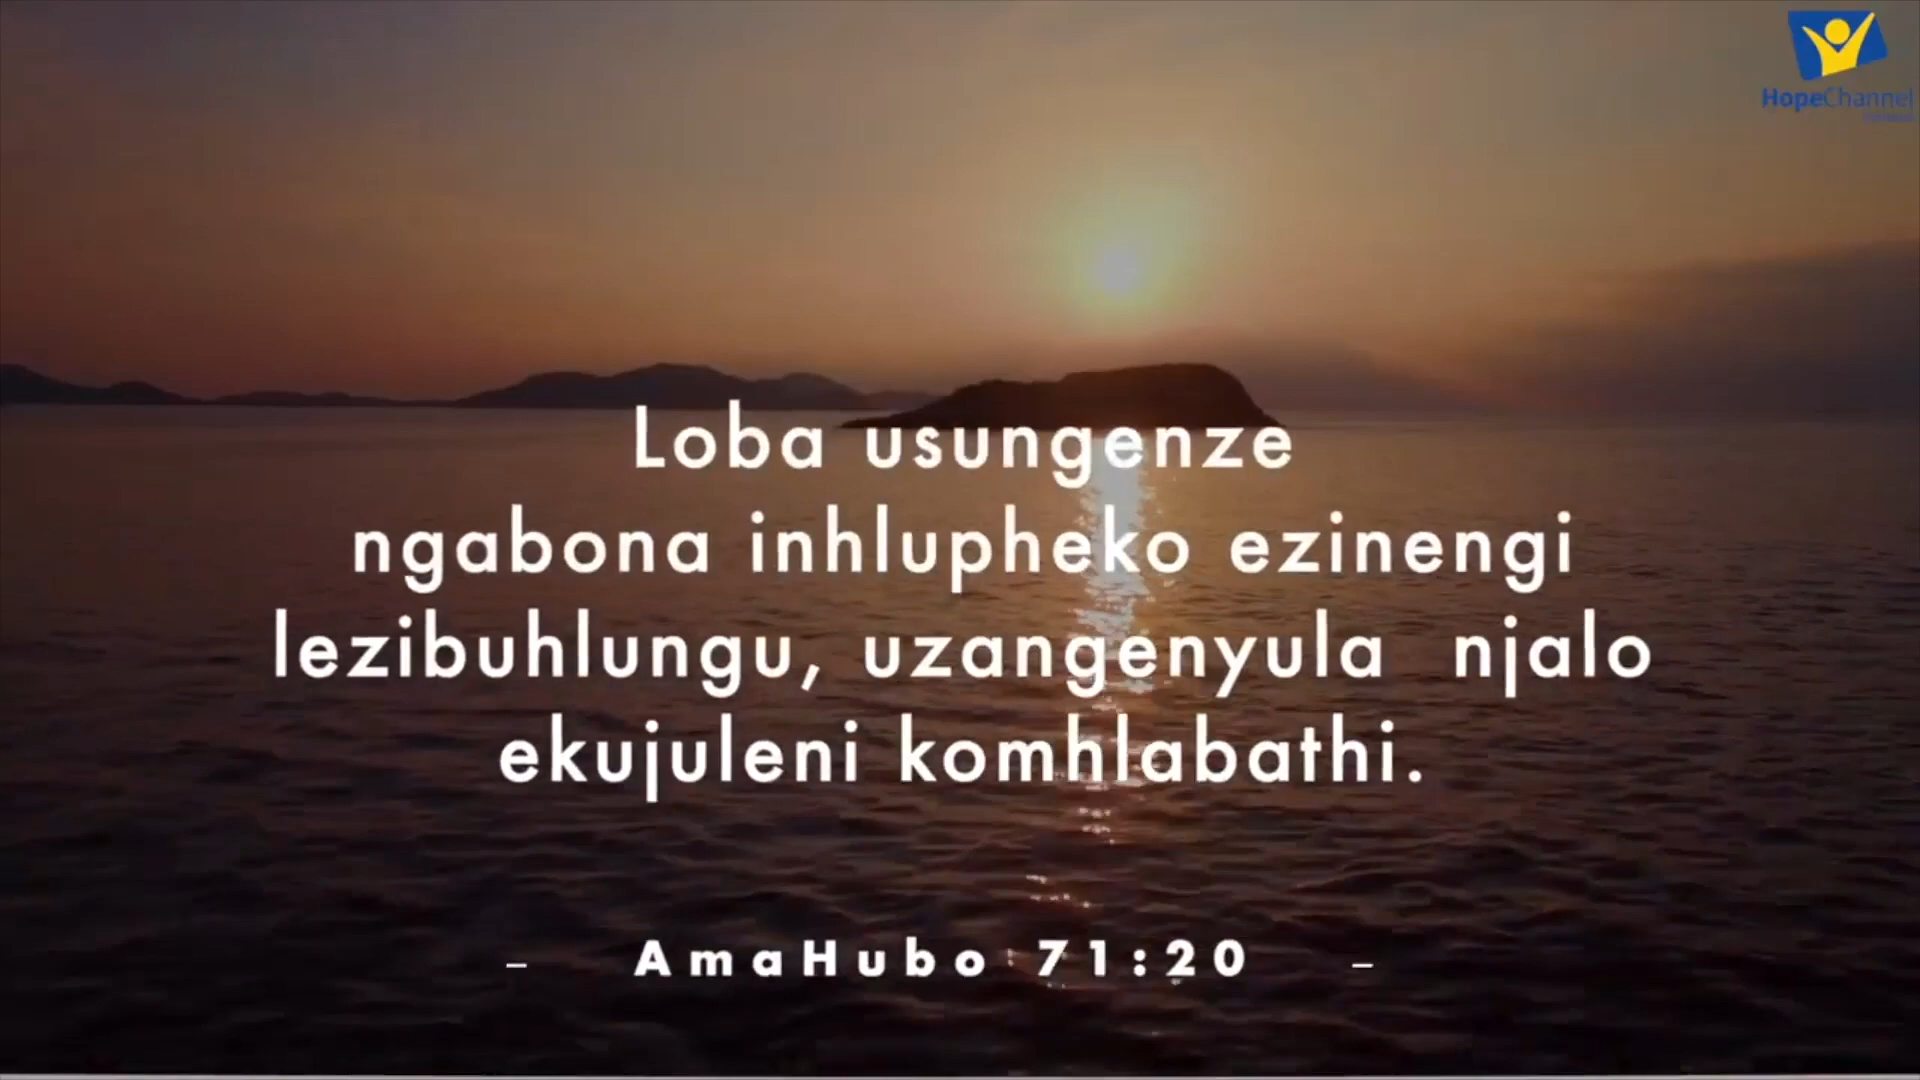 HopeChannel
Loba usungenze
ngabona inhlupheko ezinengi
lezibuhlungu, uzangenyula njalo
ekujuleni komhlabathi.
– AmaHubo 71:20 –